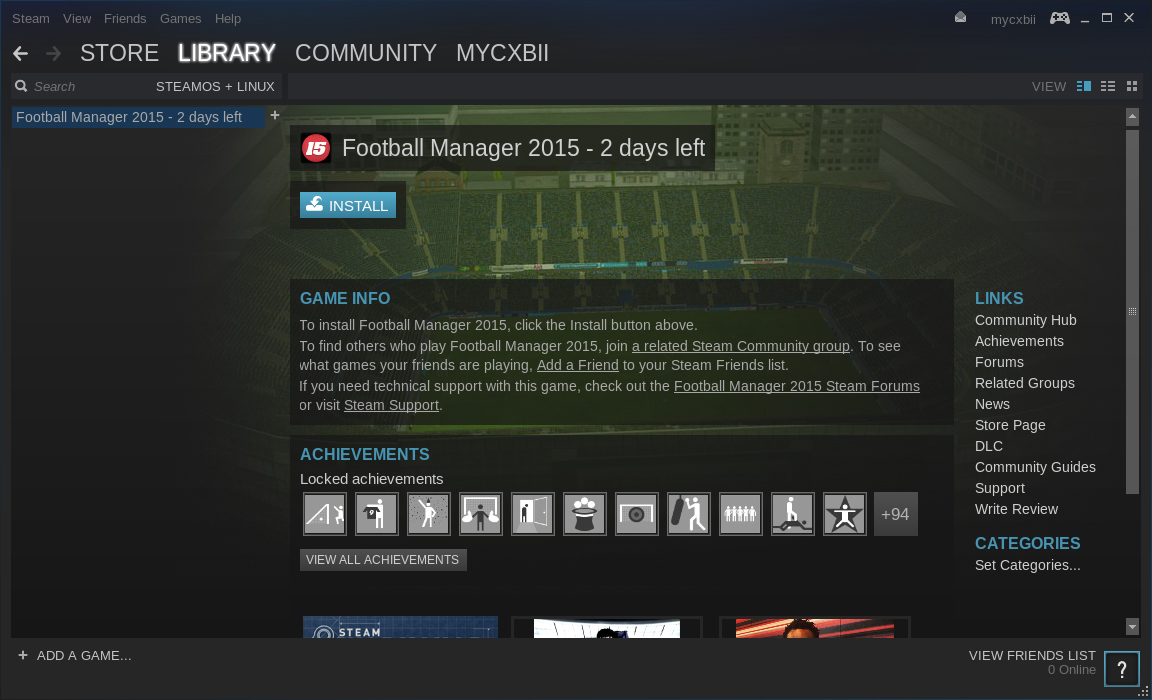 Steam View Friends Games Help
mycxbii
STORE LIBRARY COMMUNITY MYCXBII
Search STEAMOS + LINUX
VIEW
Football Manager 2015 - 2 days left +
15 Football Manager 2015 - 2 days left
INSTALL
GAME INFO
To install Football Manager 2015, click the Install button above.
To find others who play Football Manager 2015, join a related Steam Community group. To see
what games your friends are playing, Add a Friend to your Steam Friends list.
If you need technical support with this game, check out the Football Manager 2015 Steam Forums
or visit Steam Support.
ACHIEVEMENTS
Locked achievements
9
+94
VIEW ALL ACHIEVEMENTS
STEAM
LINKS
Community Hub
Achievements
Forums
Related Groups
News
Store Page
DLC
Community Guides
Support
Write Review
CATEGORIES
Set Categories...
+ ADD A GAME...
VIEW FRIENDS LIST
0 Online
?